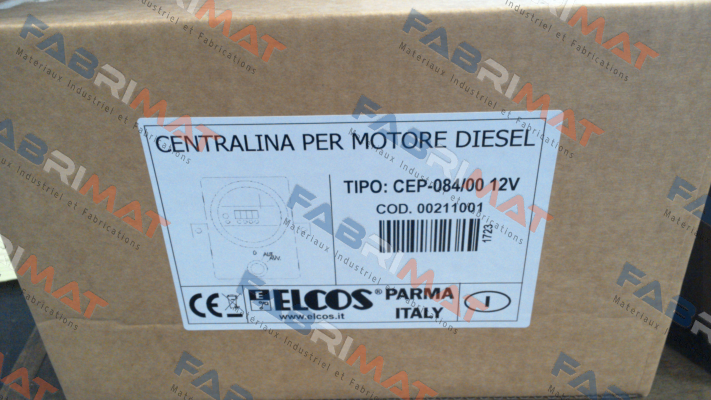 CENTRALINA PER MOTORE DIESEL
TIPO: CEP-084/00 12V
COD. 00211001
1723
CE ELCOS® PARMA ITALY I
www.elcos.it
FABRIMAT
Materiaux Industriel et Fabrications